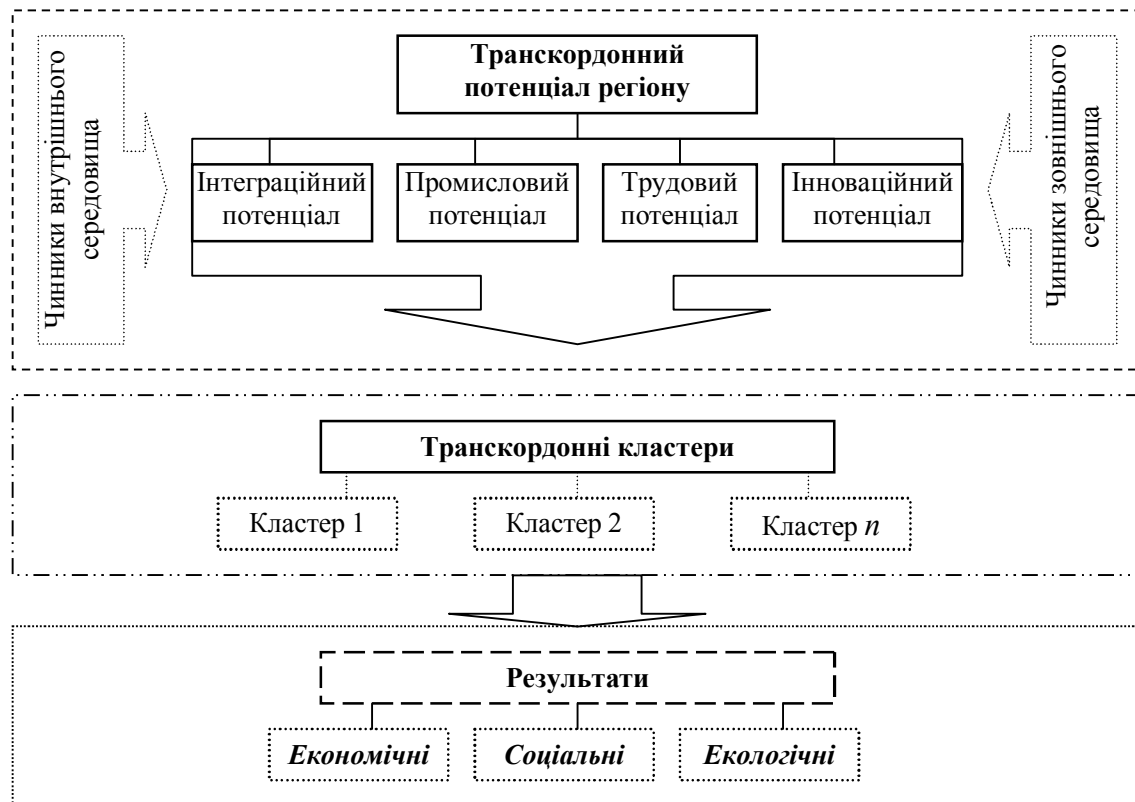 Транскордонний
потенціал регіону
Чинники внутрішнього
середовища
Інтеграційний
потенціал
Промисловий
потенціал
Трудовий
потенціал
Інноваційний
потенціал
Чинники зовнішнього
середовища
Транскордонні кластери
Кластер 1
Кластер 2
Кластер n
Результати
Економічні
Соціальні
Екологічні